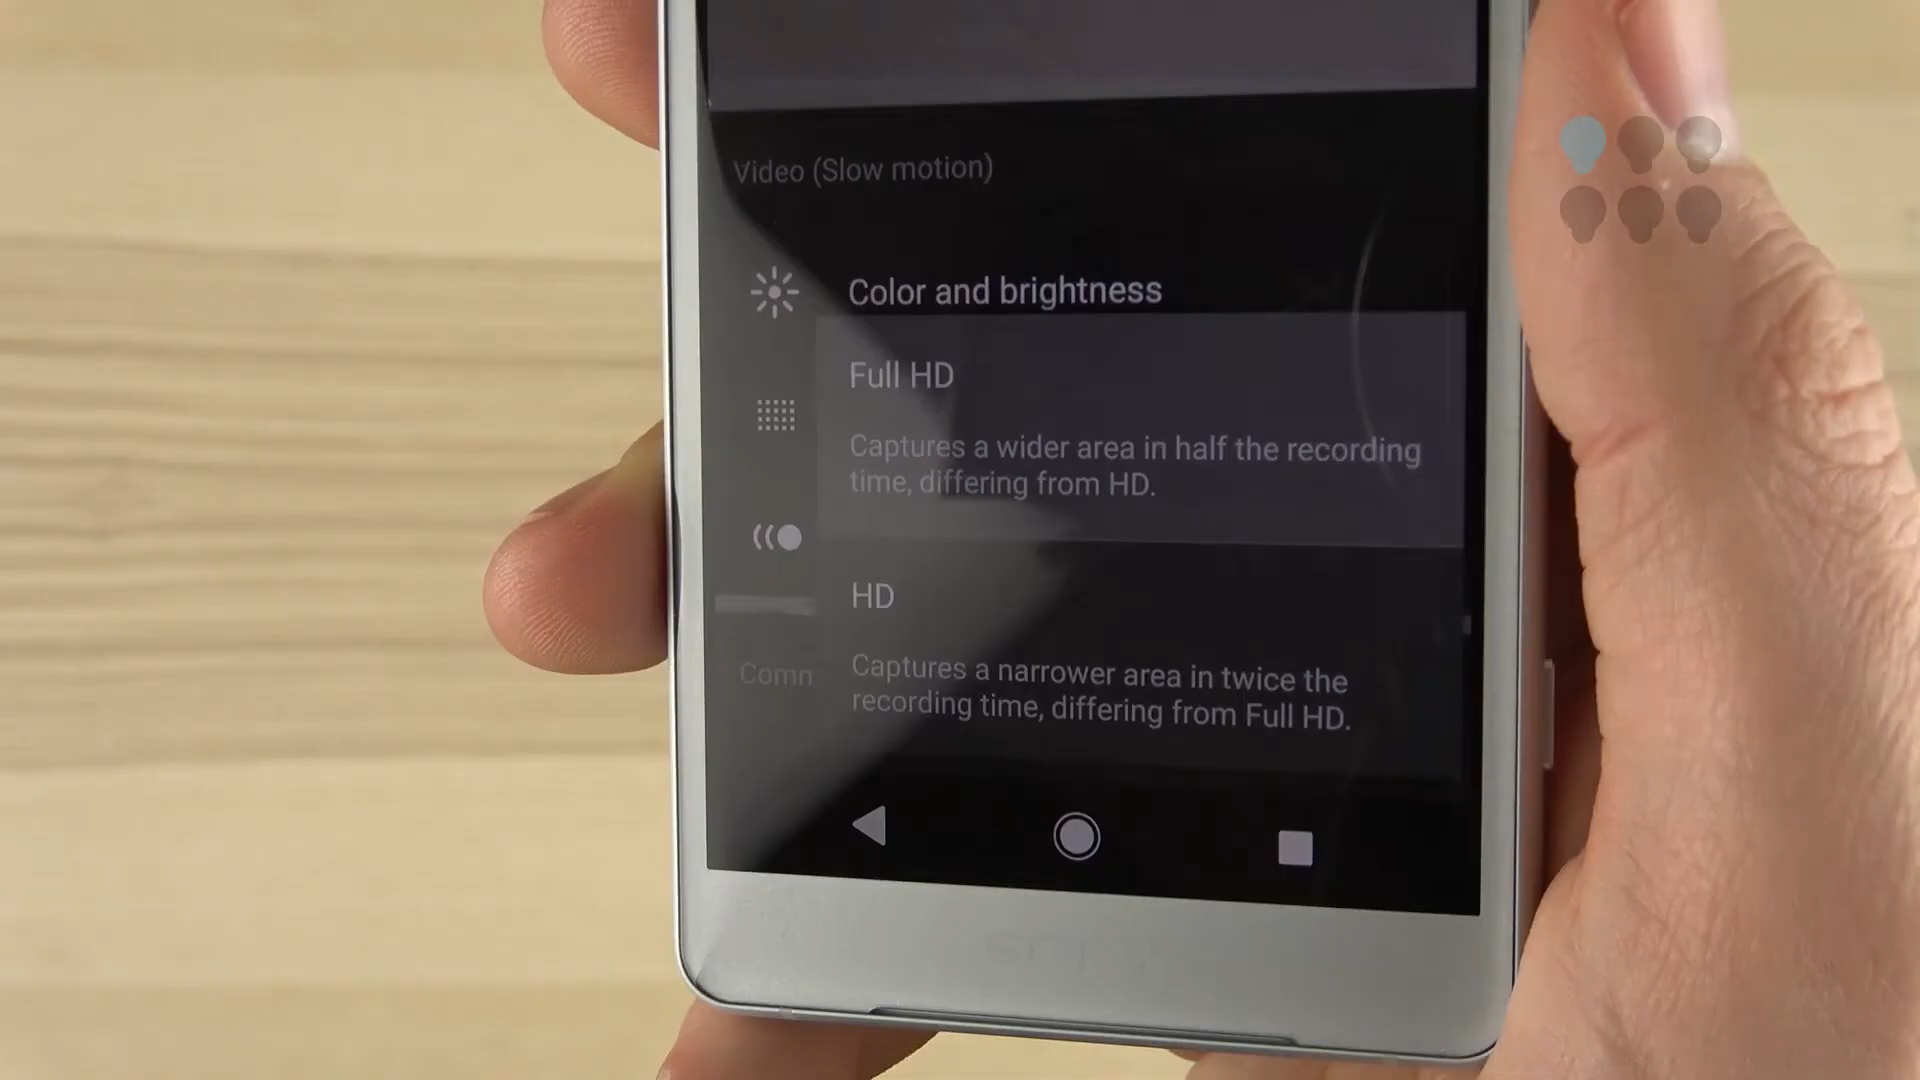 Video (Slow motion)
Color and brightness
Full HD
Captures a wider area in half the recording
time, differing from HD.
HD
Comn
Captures a narrower area in twice the
recording time, differing from Full HD.